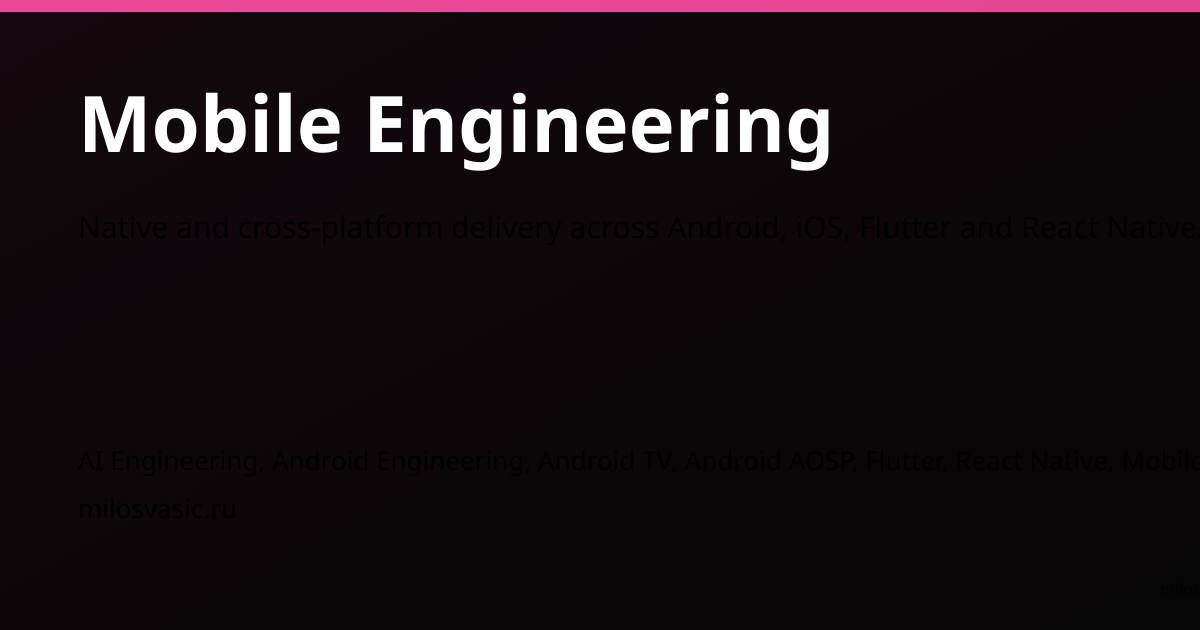 Mobile Engineering
Native and cross-platform delivery across Android, iOS, Flutter and React Native
AI Engineering, Android Engineering, Android TV, Android AOSP, Flutter, React Native, Mobile
milosvasic.ru
milos